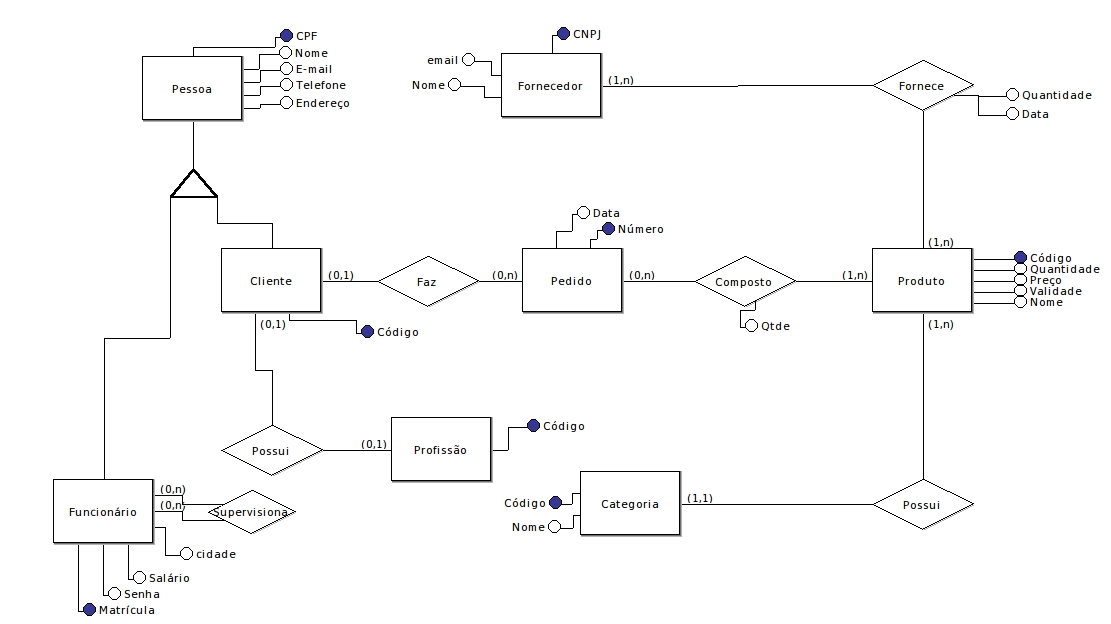 CPF
Nome
E-mail
Telefone
Endereço
Pessoa
CNPJ
email
Nome
Fornecedor
(1,n)
Fornece
Quantidade
Data
Data
Número
(1,n)
Cliente
(0,1)
Faz
(0,n)
Pedido
(0,n)
Composto
(1,n)
Produto
Código
Quantidade
Preço
Validade
Nome
(0,1)
Código
Qtde
(1,n)
Possui
(0,1)
Profissão
Código
Funcionário
(0,n)
(0,n)
Supervisiona
Código
Nome
Categoria
(1,1)
Possui
cidade
Salário
Senha
Matrícula